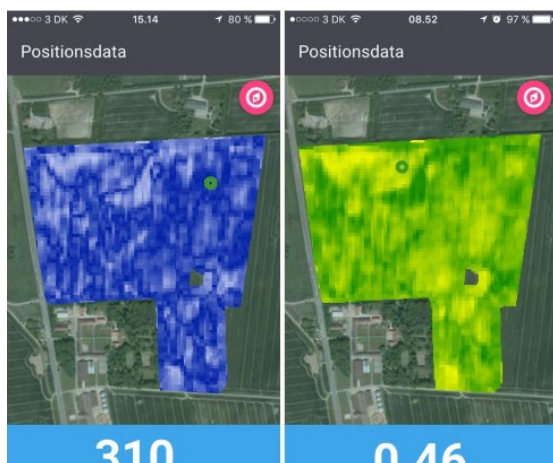 3 DK 15.14 80 %
Positionsdata
310
3 DK 08.52 97 %
Positionsdata
0,46